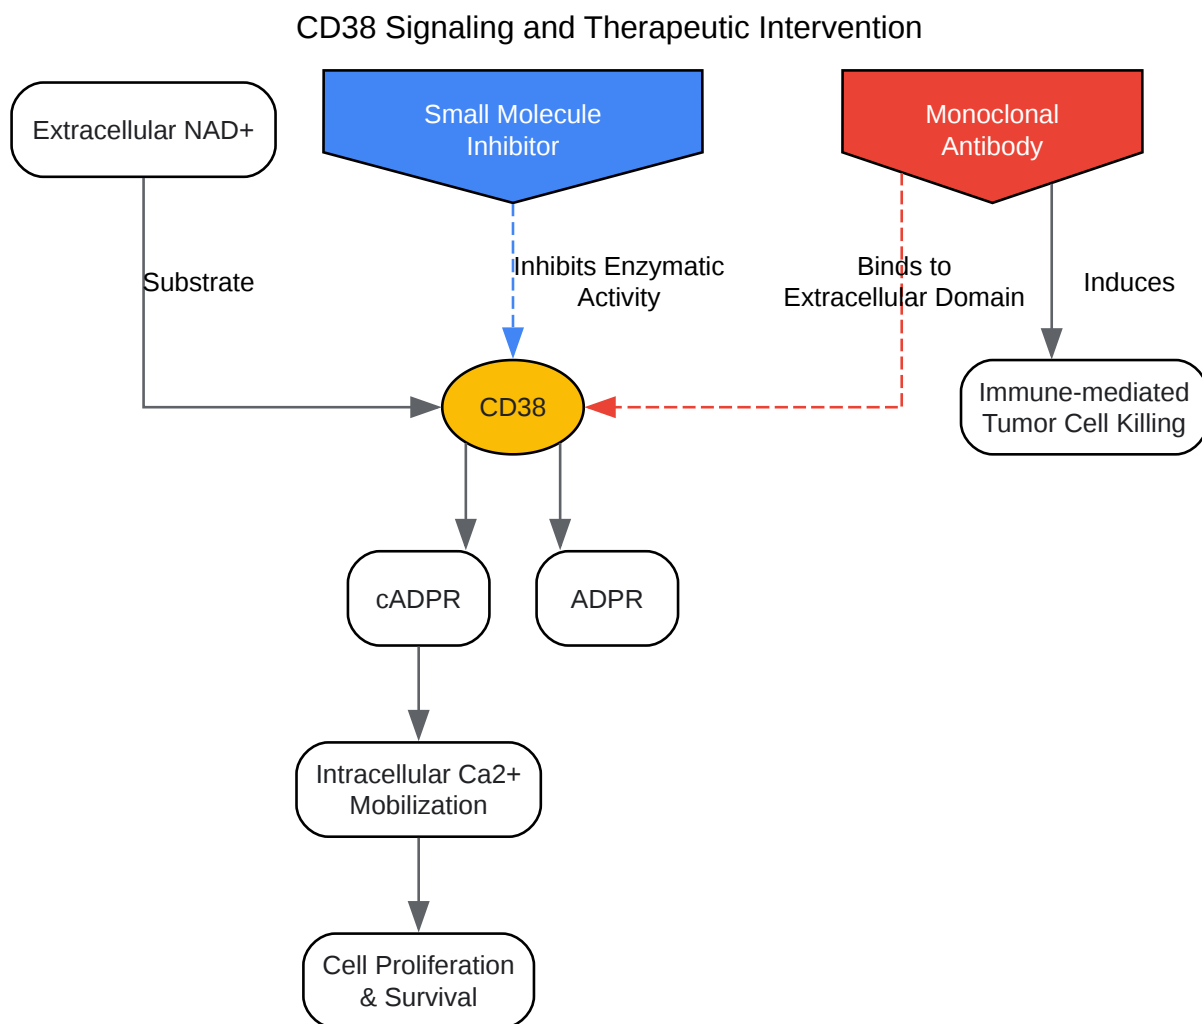 CD38 Signaling and Therapeutic Intervention
Extracellular NAD+
Small Molecule
Inhibitor
Monoclonal
Antibody
Substrate
Inhibits Enzymatic
Activity
Binds to
Extracellular Domain
Induces
CD38
Immune-mediated
Tumor Cell Killing
cADPR
ADPR
Intracellular Ca2+
Mobilization
Cell Proliferation
& Survival